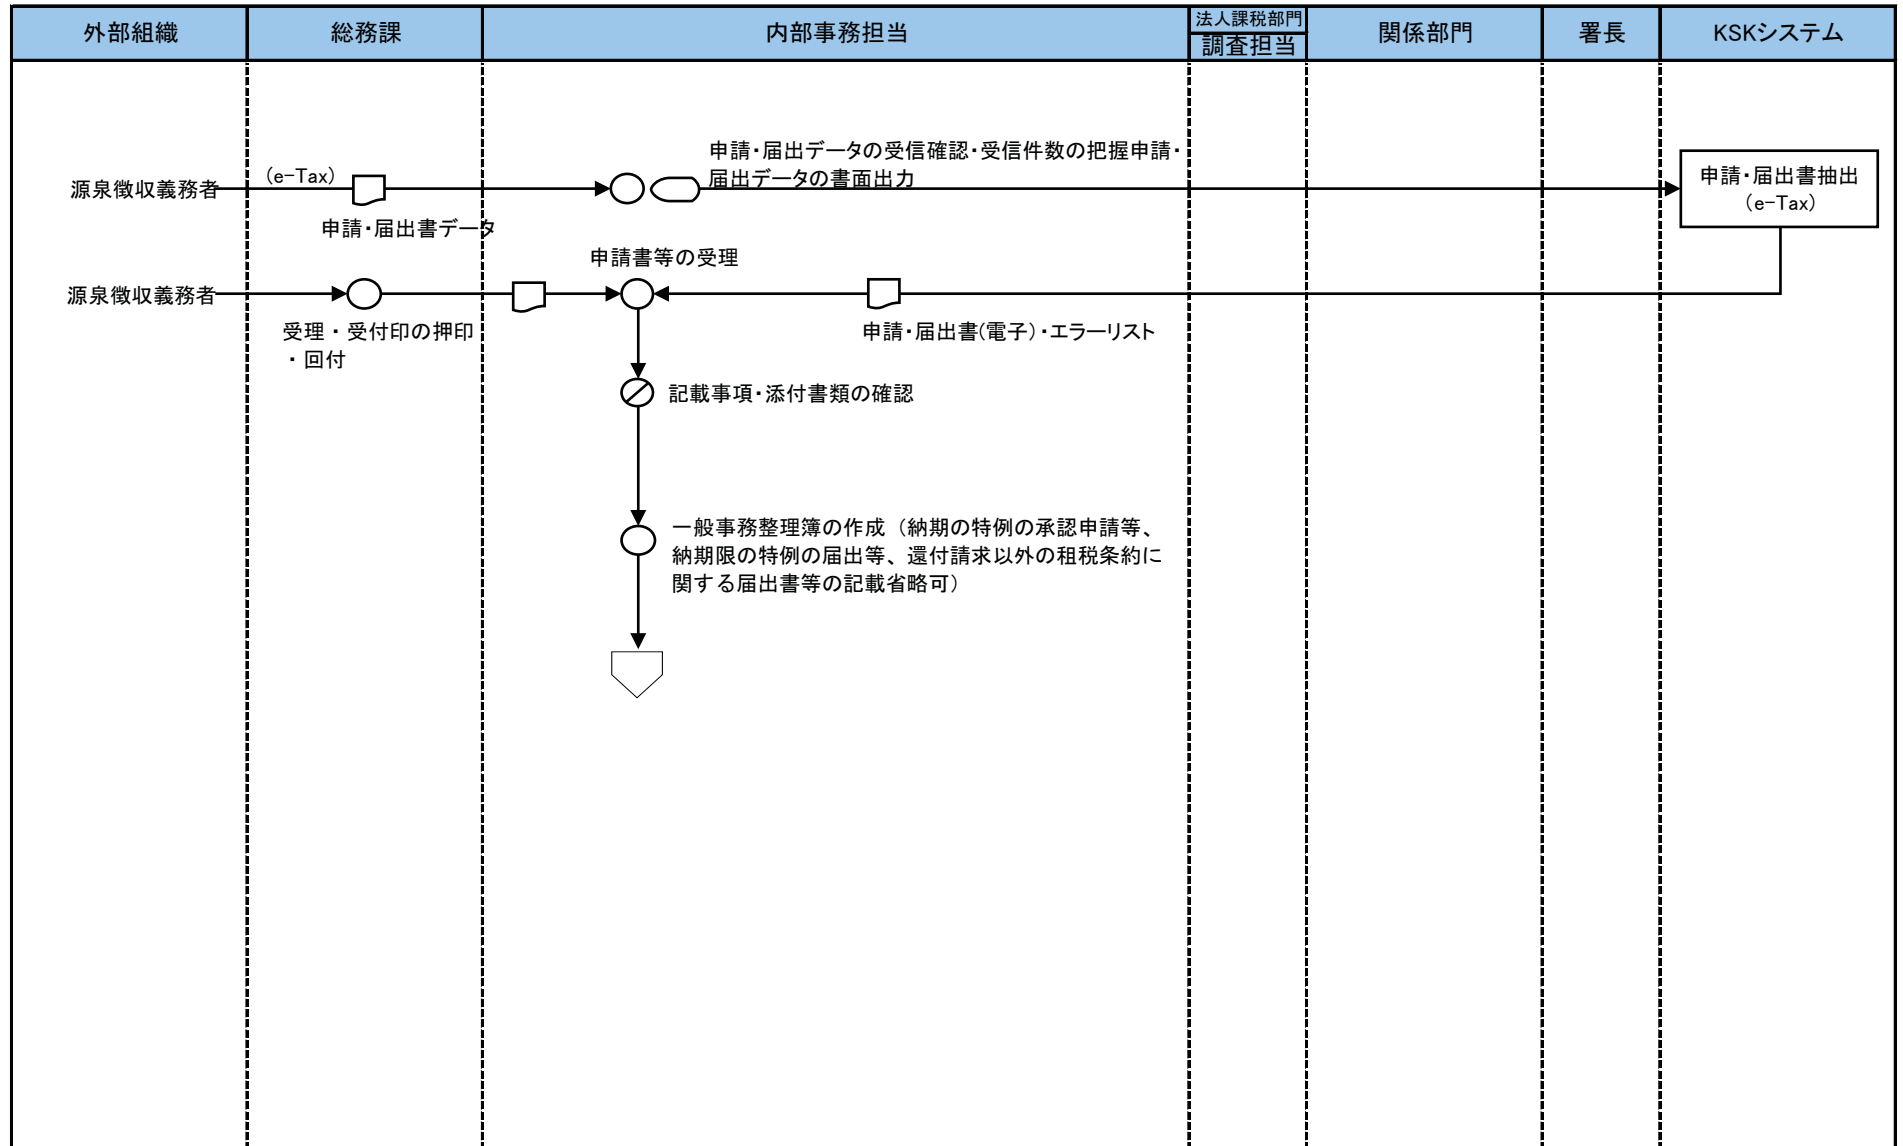 外部組織
総務課
内部事務担当
法人課税部門
調査担当
関係部門
署長
KSKシステム
申請・届出データの受信確認・受信件数の把握申請・
届出データの書面出力
源泉徴収義務者
（e-Tax）
申請・届出書データ
申請・届出書抽出
（e-Tax）
申請書等の受理
源泉徴収義務者
受理・受付印の押印
・回付
申請・届出書(電子)・エラーリスト
記載事項・添付書類の確認
一般事務整理簿の作成（納期の特例の承認申請等、
納期限の特例の届出等、還付請求以外の租税条約に
関する届出書等の記載省略可）